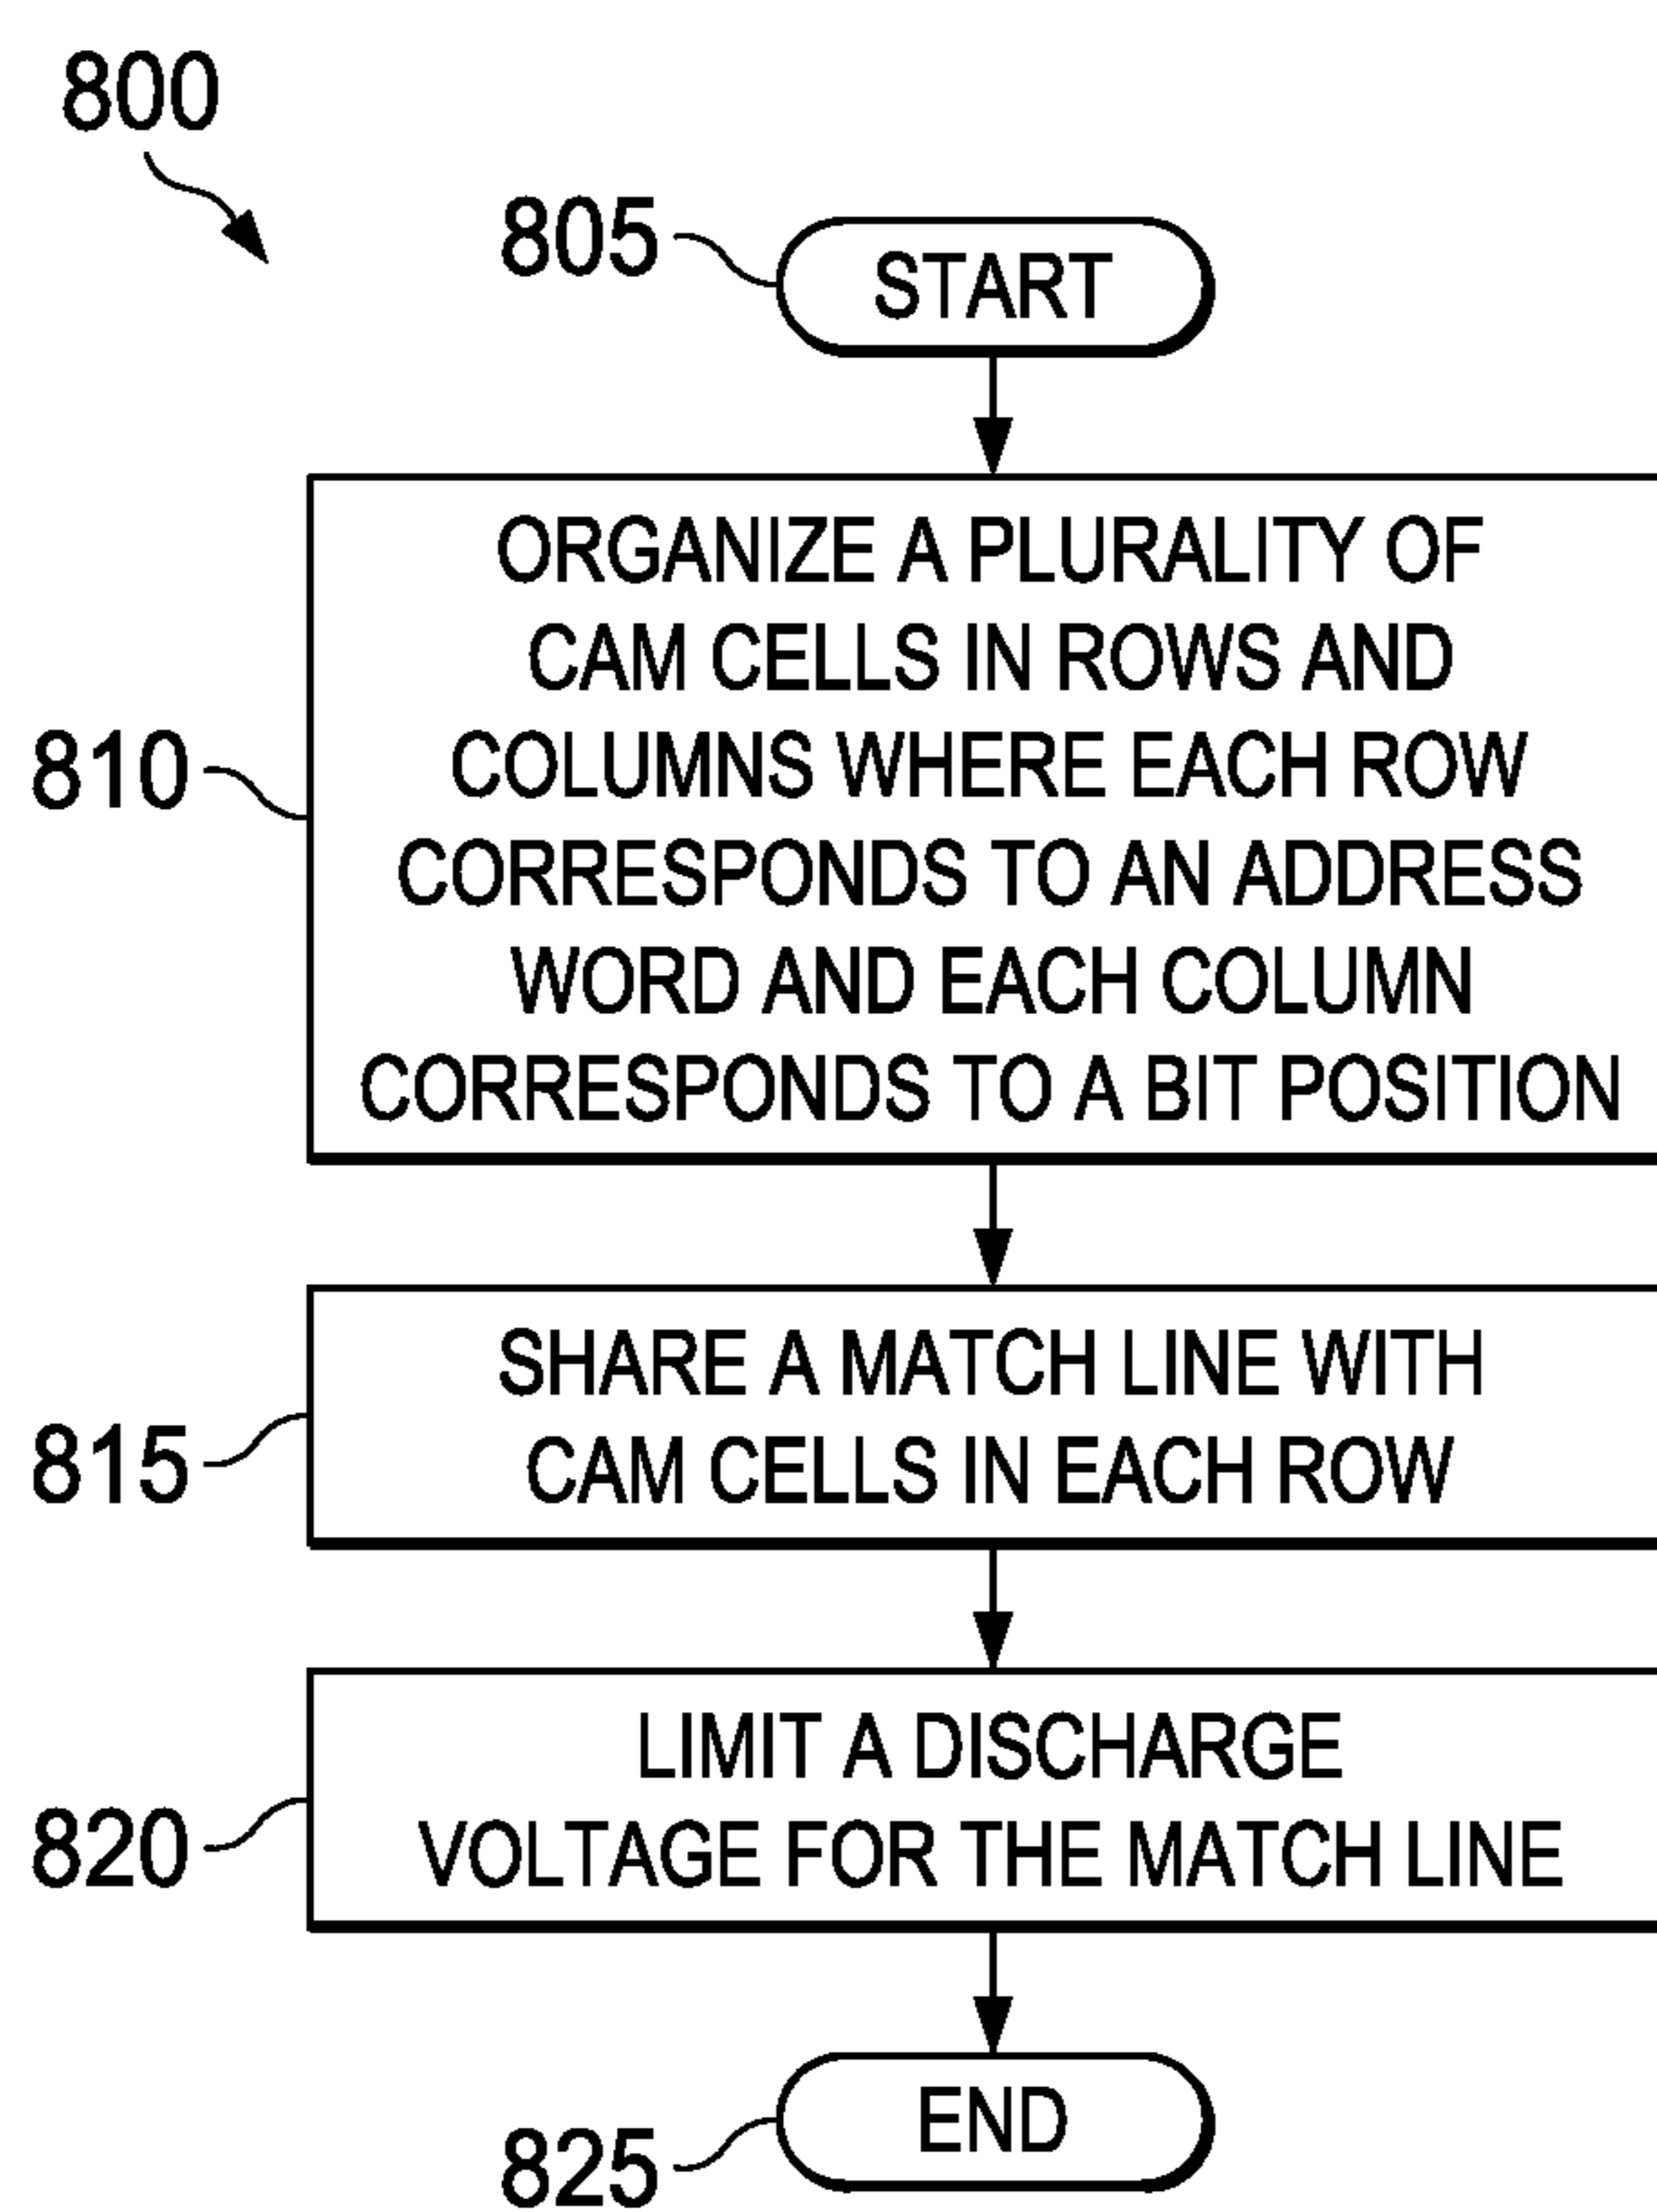 800
805
START
810
ORGANIZE A PLURALITY OF
CAM CELLS IN ROWS AND
COLUMNS WHERE EACH ROW
CORRESPONDS TO AN ADDRESS
WORD AND EACH COLUMN
CORRESPONDS TO A BIT POSITION
815
SHARE A MATCH LINE WITH
CAM CELLS IN EACH ROW
820
LIMIT A DISCHARGE
VOLTAGE FOR THE MATCH LINE
825
END